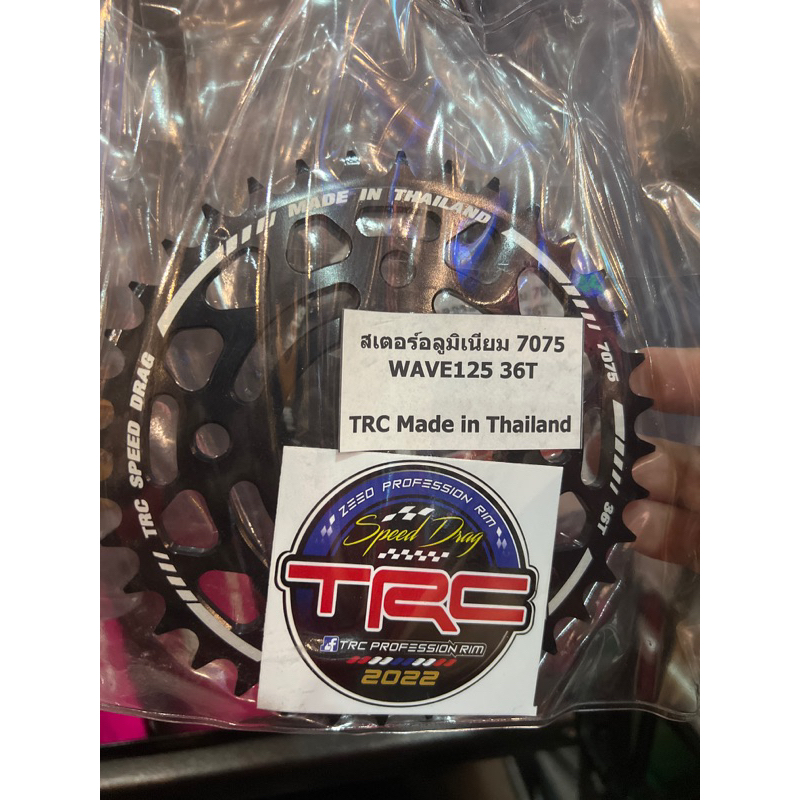 MADE IN THAILAND
TRC SPEED DRAG
7075
36T
สเตอร์อลูมิเนียม 7075
WAVE125 36T
TRC Made in Thailand
ZEED PROFESSION RIM
Speed Drag
TRC
f TRC PROFESSION RIM
2022